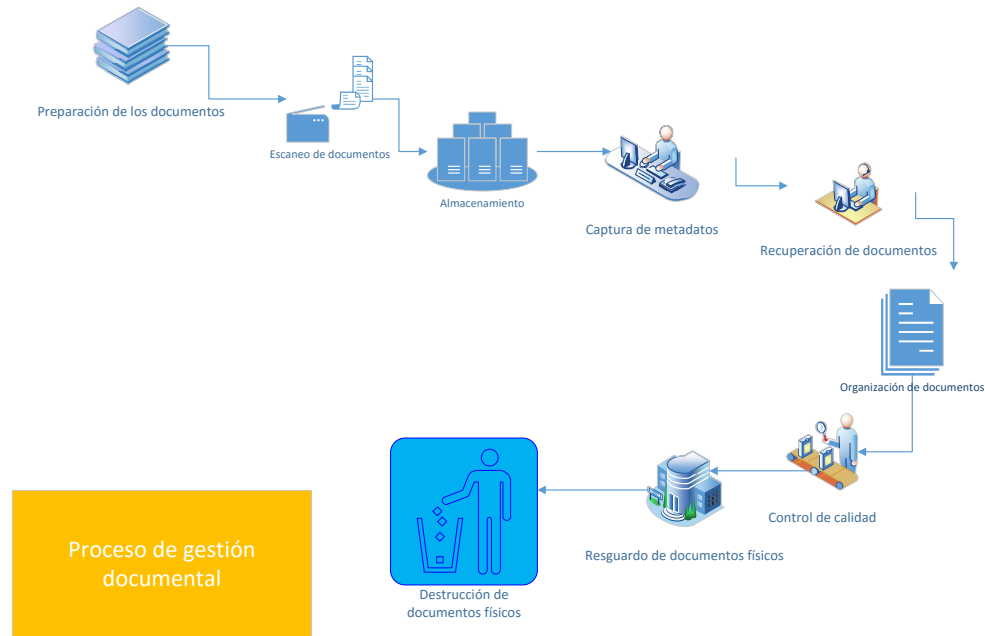 Preparación de los documentos
Escaneo de documentos
Almacenamiento
Captura de metadatos
Recuperación de documentos
Organización de documentos
Control de calidad
Resguardo de documentos físicos
Destrucción de
documentos físicos
Proceso de gestión
documental